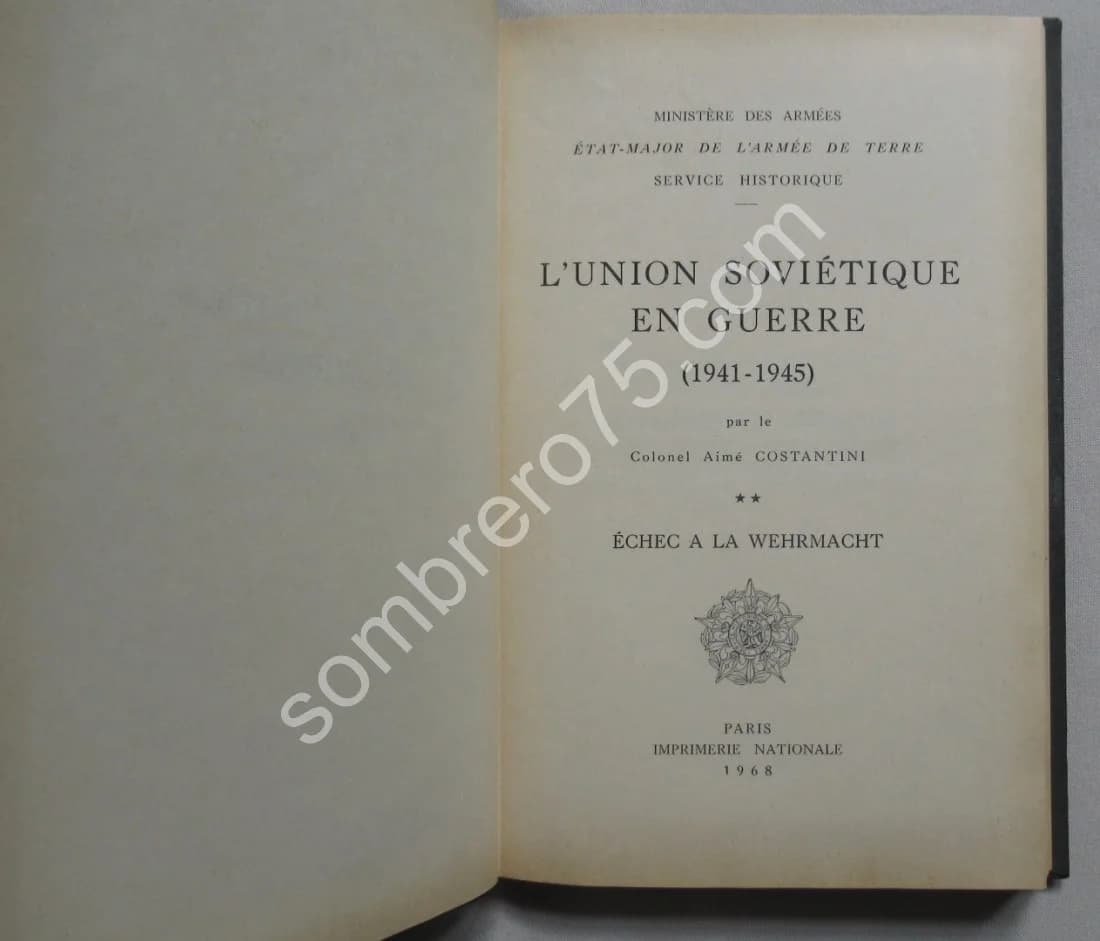 MINISTÈRE DES ARMÉES
ÉTAT-MAJOR DE L'ARMÉE DE TERRE
SERVICE HISTORIQUE
L'UNION SOVIÉTIQUE
EN GUERRE
(1941-1945)
par le
Colonel Aimé COSTANTINI
★★
ÉCHEC A LA WEHRMACHT
PARIS
IMPRIMERIE NATIONALE
1968
sombrero75.com